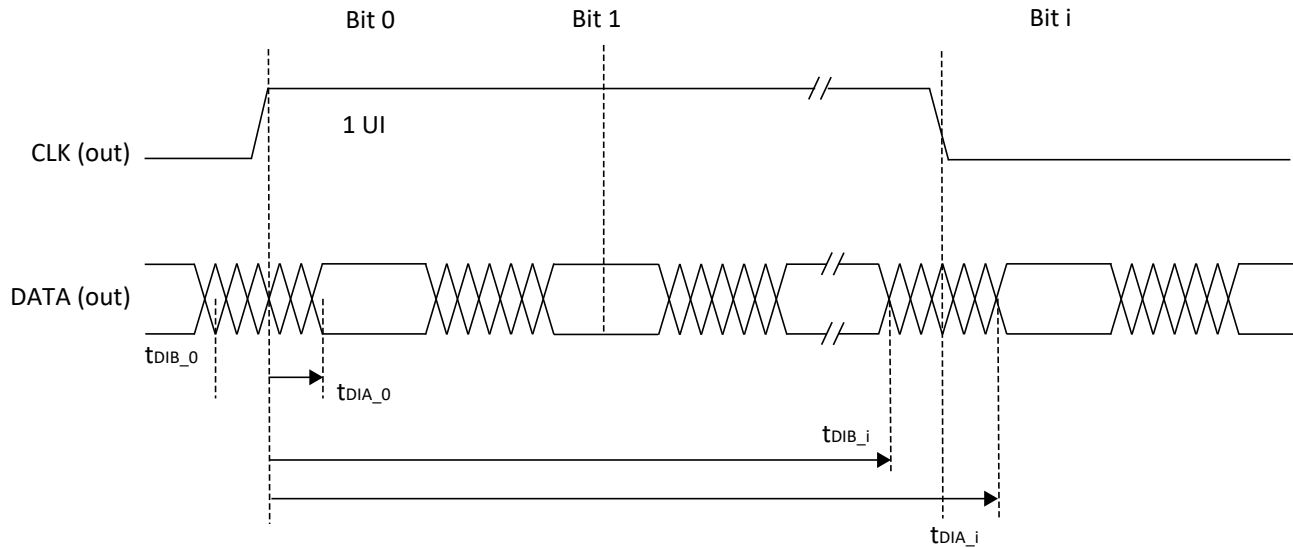 Bit 0
Bit 1
Bit i
1 UI
CLK (out)
DATA (out)
tDIB_0
tDIA_0
tDIB_i
tDIA_i